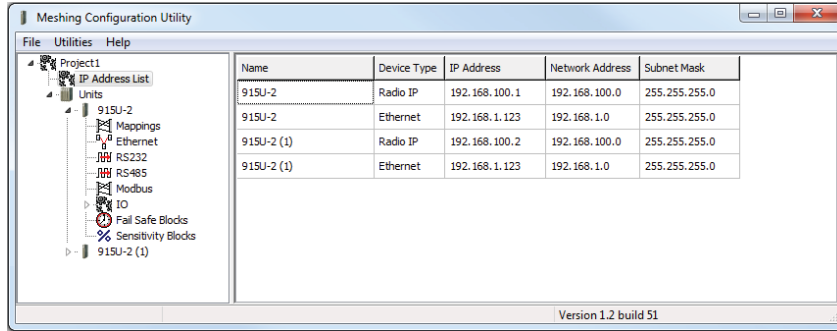 Meshing Configuration Utility
File Utilities Help
Project1
IP Address List
Units
915U-2
Mappings
Ethernet
RS232
RS485
Modbus
IO
Fail Safe Blocks
Sensitivity Blocks
915U-2 (1)
Name Device Type IP Address Network Address Subnet Mask
915U-2 Radio IP 192.168.100.1 192.168.100.0 255.255.255.0
915U-2 Ethernet 192.168.1.123 192.168.1.0 255.255.255.0
915U-2 (1) Radio IP 192.168.100.2 192.168.100.0 255.255.255.0
915U-2 (1) Ethernet 192.168.1.123 192.168.1.0 255.255.255.0
Version 1.2 build 51